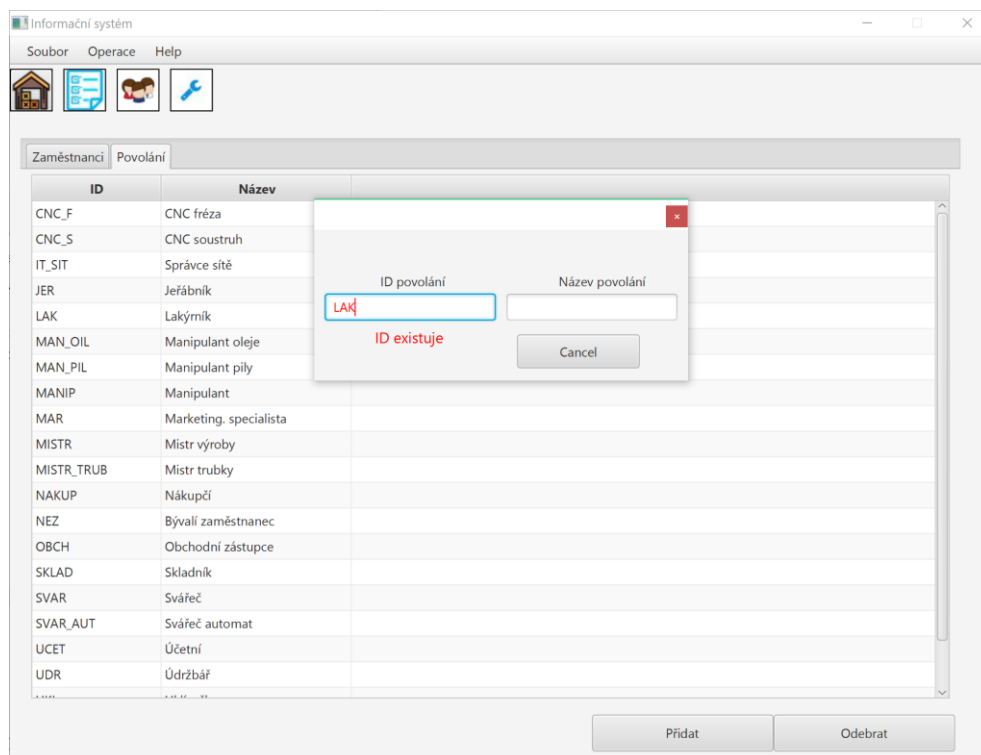 Informační systém
Soubor Operace Help
Zaměstnanci Povolání
ID Název
CNC_F CNC fréza
CNC_S CNC soustruh
IT_SIT Správce sítě
JER Jeřábník
LAK Lakýrník
MAN_OIL Manipulant oleje
MAN_PIL Manipulant pily
MANIP Manipulant
MAR Marketing. specialista
MISTR Mistr výroby
MISTR_TRUB Mistr trubky
NAKUP Nákupčí
NEZ Bývalí zaměstnanec
OBCH Obchodní zástupce
SKLAD Skladník
SVAR Svářeč
SVAR_AUT Svářeč automat
UCET Účetní
UDR Údržbář
ID povolání Název povolání
LAK
ID existuje
Cancel
Přidat Odebrat